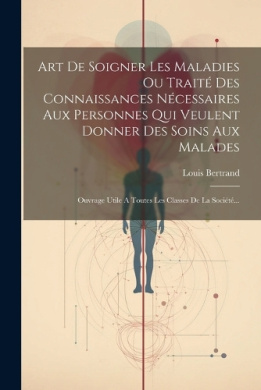 Art De Soigner Les Maladies
Ou Traité Des
Connaissances Nécessaires
Aux Personnes Qui Veulent
Donner Des Soins Aux
Malades
Louis Bertrand
Ouvrage Utile A Toutes Les Classes De La Société...